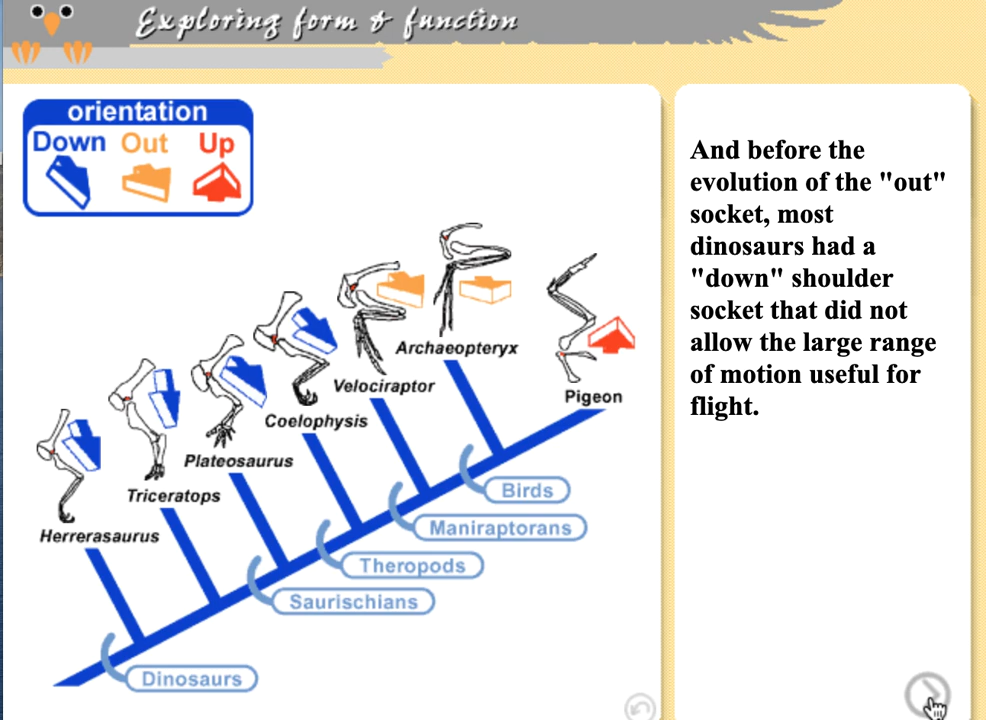 Exploring form & function
orientation
Down Out Up
And before the
evolution of the "out"
socket, most
dinosaurs had a
"down" shoulder
socket that did not
allow the large range
of motion useful for
flight.
Archaeopteryx
Velociraptor
Pigeon
Coelophysis
Plateosaurus
Triceratops
Herrerasaurus
Birds
Maniraptorans
Theropods
Saurischians
Dinosaurs